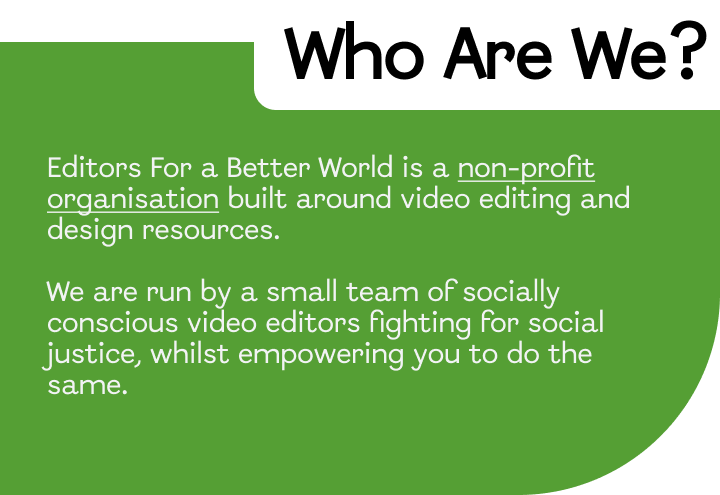 Who Are We?
Editors For a Better World is a non-profit
organisation built around video editing and
design resources.
We are run by a small team of socially
conscious video editors fighting for social
justice, whilst empowering you to do the
same.